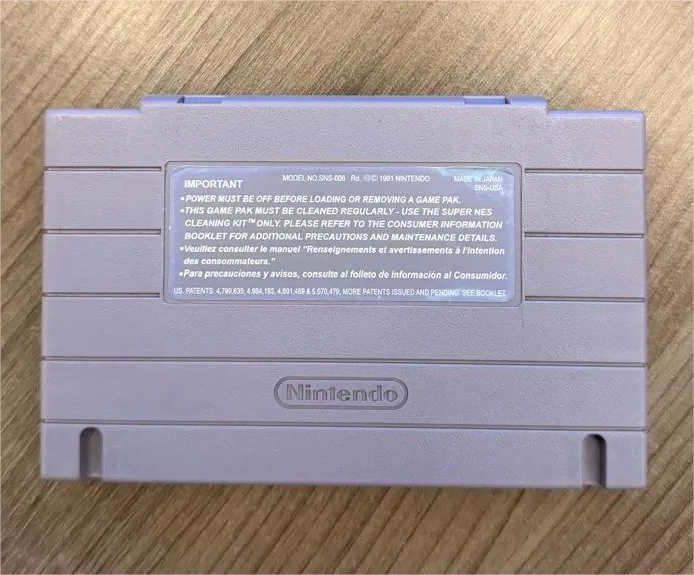 IMPORTANT MODEL NO.SNS-006 Rd. ⓂⒸ 1991 NINTENDO MADE IN JAPAN
SNS-USA
•POWER MUST BE OFF BEFORE LOADING OR REMOVING A GAME PAK.
•THIS GAME PAK MUST BE CLEANED REGULARLY - USE THE SUPER NES
CLEANING KIT™ ONLY. PLEASE REFER TO THE CONSUMER INFORMATION
BOOKLET FOR ADDITIONAL PRECAUTIONS AND MAINTENANCE DETAILS.
•Veuillez consulter le manuel "Renseignements et avertissements à l'intention
des consommateurs."
•Para precauciones y avisos, consulte al folleto de información al Consumidor.
U.S. PATENTS 4,799,635; 4,984,193, 4,601,469 & 5,070,479, MORE PATENTS ISSUED AND PENDING. SEE BOOKLET.
Nintendo